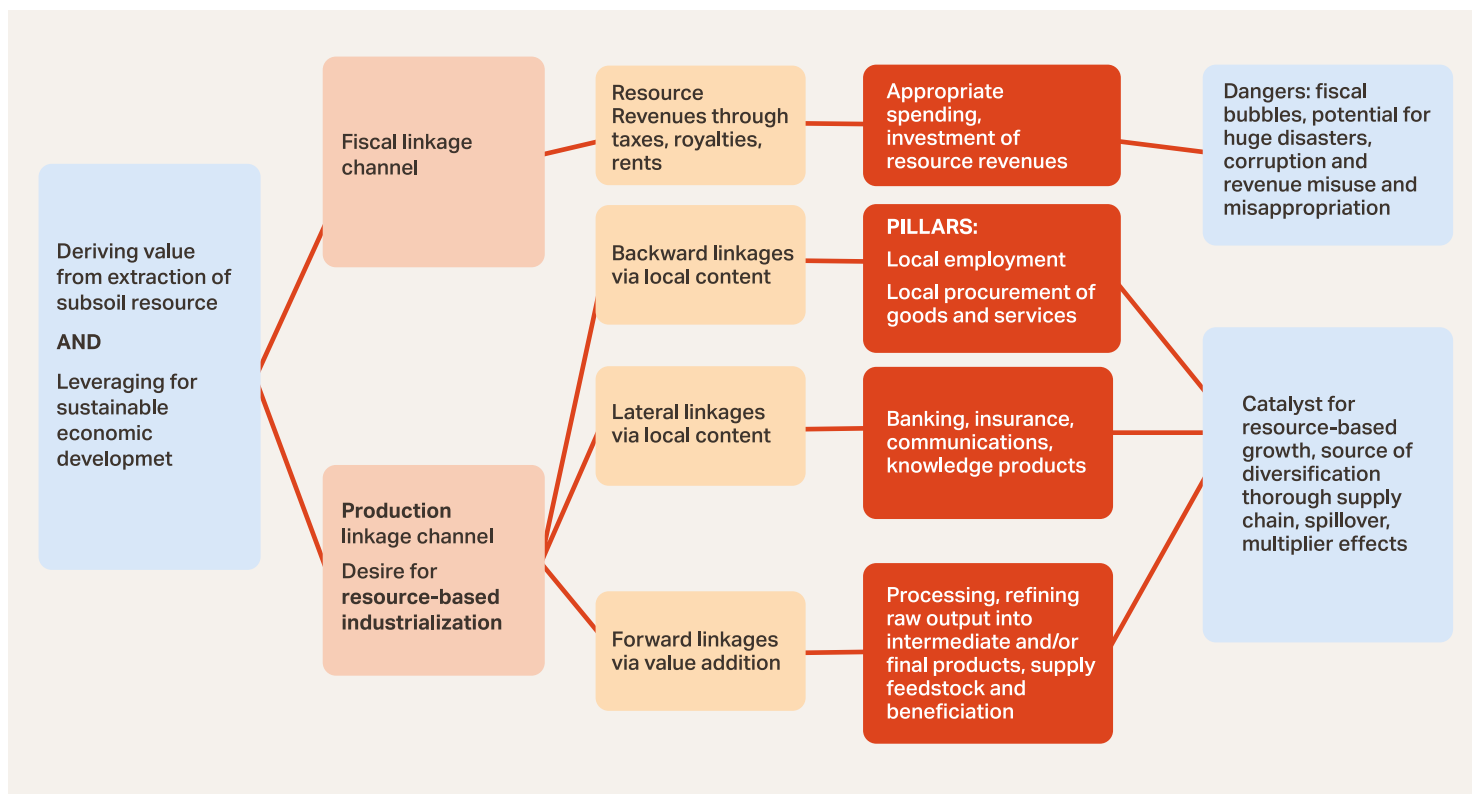 Deriving value
from extraction of
subsoil resource
AND
Leveraging for
sustainable
economic
developmet
Fiscal linkage
channel
Production
linkage channel
Desire for
resource-based
industrialization
Resource
Revenues through
taxes, royalties,
rents
Backward linkages
via local content
Lateral linkages
via local content
Forward linkages
via value addition
Appropriate
spending,
investment of
resource revenues
PILLARS:
Local employment
Local procurement of
goods and services
Banking, insurance,
communications,
knowledge products
Processing, refining
raw output into
intermediate and/or
final products, supply
feedstock and
beneficiation
Dangers: fiscal
bubbles, potential for
huge disasters,
corruption and
revenue misuse and
misappropriation
Catalyst for
resource-based
growth, source of
diversification
thorough supply
chain, spillover,
multiplier effects